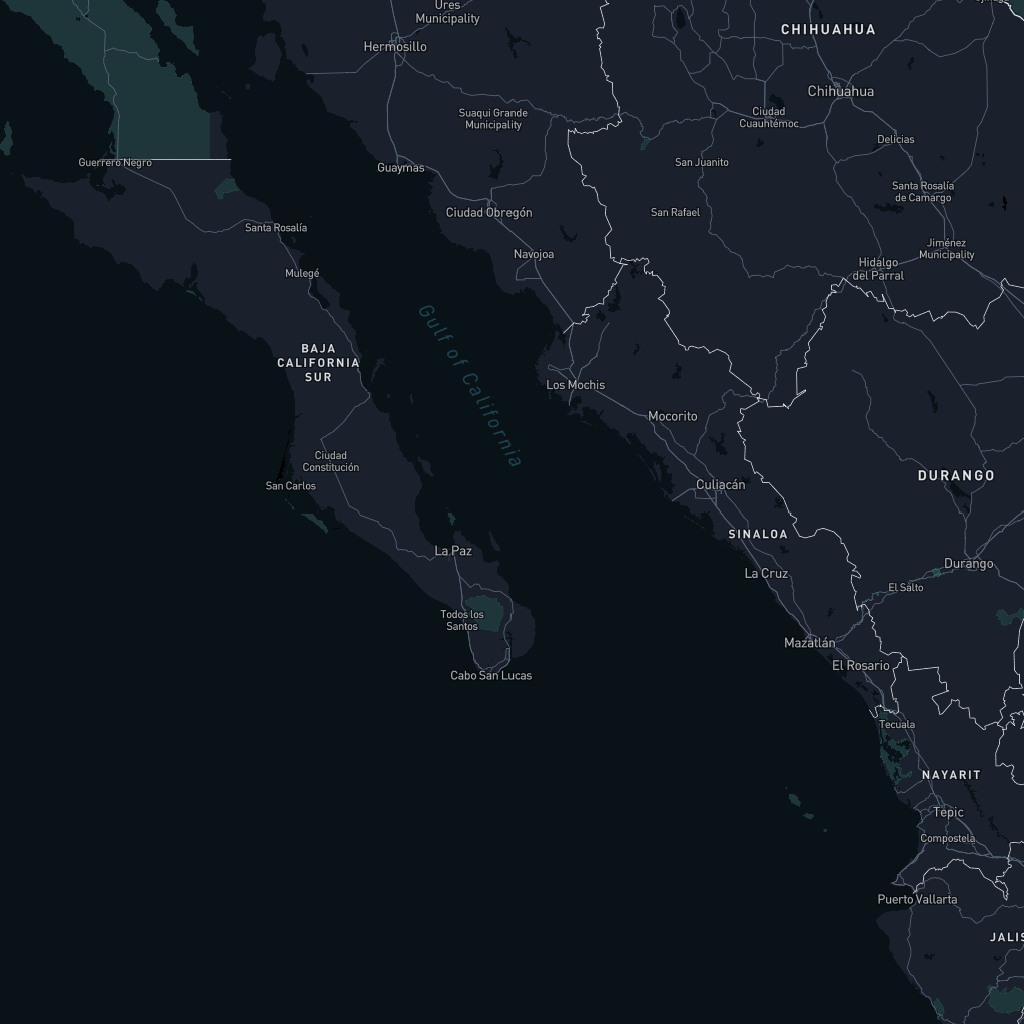 Ures
Municipality
CHIHUAHUA
Hermosillo
Chihuahua
Suaqui Grande
Municipality
Ciudad
Cuauhtémoc
Delicias
Guerrero Negro
Guaymas
San Juanito
Santa Rosalía
de Camargo
Ciudad Obregón
San Rafael
Santa Rosalía
Jiménez
Municipality
Navojoa
Hidalgo
del Parral
Mulegé
Gulf of California
BAJA
CALIFORNIA
SUR
Los Mochis
Mocorito
Ciudad
Constitución
DURANGO
San Carlos
Culiacán
SINALOA
La Paz
Durango
La Cruz
El Salto
Todos los
Santos
Mazatlán
El Rosario
Cabo San Lucas
Tecuala
NAYARIT
Tepic
Compostela
Puerto Vallarta
JALIS